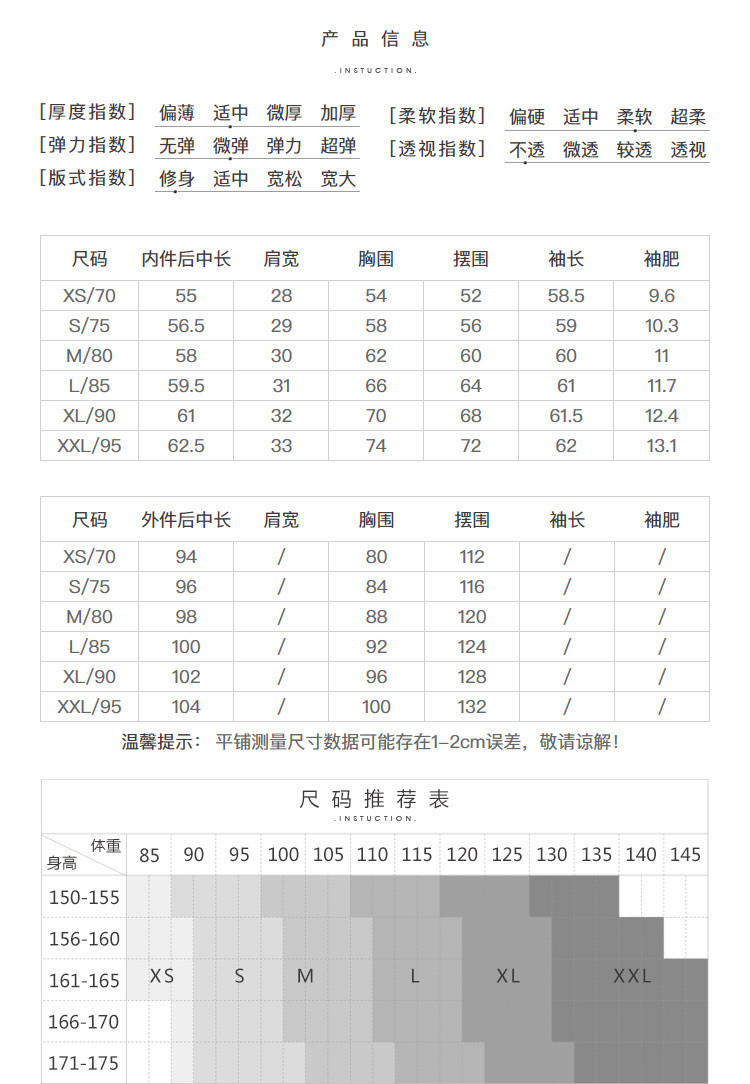 产品信息
.INSTUCTION.
[厚度指数] 偏薄 适中 微厚 加厚
[柔软指数] 偏硬 适中 柔软 超柔
[弹力指数] 无弹 微弹 弹力 超弹
[透视指数] 不透 微透 较透 透视
[版式指数] 修身 适中 宽松 宽大
尺码 内件后中长 肩宽 胸围 摆围 袖长 袖肥
XS/70 55 28 54 52 58.5 9.6
S/75 56.5 29 58 56 59 10.3
M/80 58 30 62 60 60 11
L/85 59.5 31 66 64 61 11.7
XL/90 61 32 70 68 61.5 12.4
XXL/95 62.5 33 74 72 62 13.1
尺码 外件后中长 肩宽 胸围 摆围 袖长 袖肥
XS/70 94 / 80 112 / /
S/75 96 / 84 116 / /
M/80 98 / 88 120 / /
L/85 100 / 92 124 / /
XL/90 102 / 96 128 / /
XXL/95 104 / 100 132 / /
温馨提示： 平铺测量尺寸数据可能存在1-2cm误差，敬请谅解！
尺码推荐表
.INSTUCTION.
体重
身高
85 90 95 100 105 110 115 120 125 130 135 140 145
150-155
156-160
161-165 XS S M L XL XXL
166-170
171-175